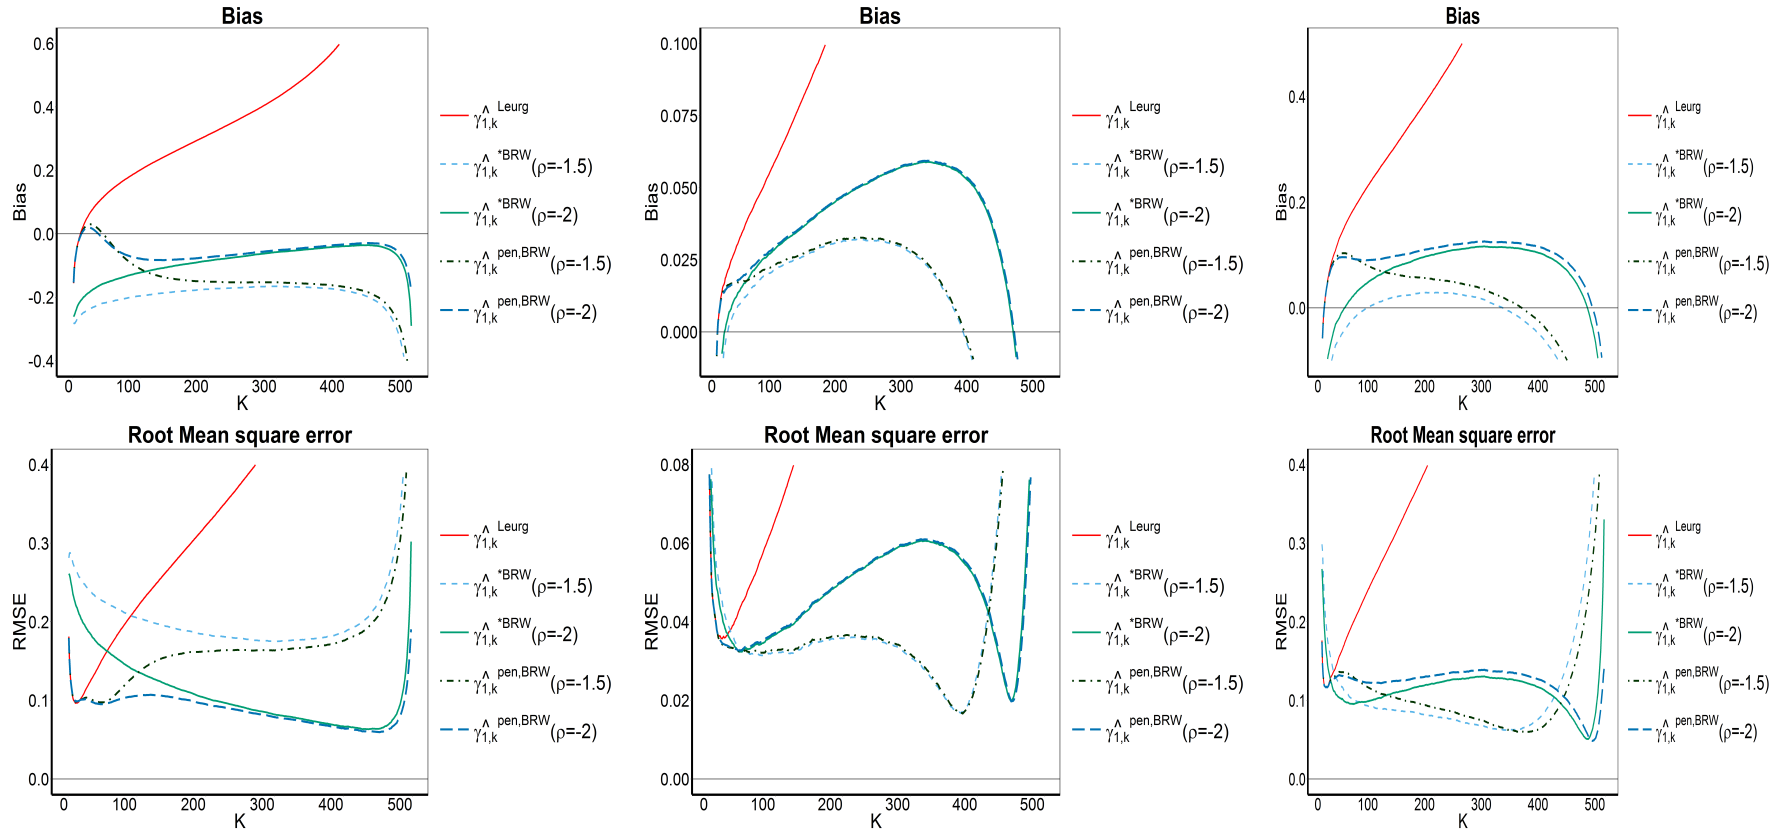 Bias
Bias
0.6
0.4
0.2
0.0
-0.2
-0.4
0 100 200 300 400 500
K
γ̂1,k Leurg
γ̂1,k *BRW(ρ=-1.5)
γ̂1,k *BRW(ρ=-2)
γ̂1,k pen,BRW(ρ=-1.5)
γ̂1,k pen,BRW(ρ=-2)
Bias
Bias
0.100
0.075
0.050
0.025
0.000
0 100 200 300 400 500
K
γ̂1,k Leurg
γ̂1,k *BRW(ρ=-1.5)
γ̂1,k *BRW(ρ=-2)
γ̂1,k pen,BRW(ρ=-1.5)
γ̂1,k pen,BRW(ρ=-2)
Bias
Bias
0.4
0.2
0.0
0 100 200 300 400 500
K
γ̂1,k Leurg
γ̂1,k *BRW(ρ=-1.5)
γ̂1,k *BRW(ρ=-2)
γ̂1,k pen,BRW(ρ=-1.5)
γ̂1,k pen,BRW(ρ=-2)
Root Mean square error
RMSE
0.4
0.3
0.2
0.1
0.0
0 100 200 300 400 500
K
γ̂1,k Leurg
γ̂1,k *BRW(ρ=-1.5)
γ̂1,k *BRW(ρ=-2)
γ̂1,k pen,BRW(ρ=-1.5)
γ̂1,k pen,BRW(ρ=-2)
Root Mean square error
RMSE
0.08
0.06
0.04
0.02
0.00
0 100 200 300 400 500
K
γ̂1,k Leurg
γ̂1,k *BRW(ρ=-1.5)
γ̂1,k *BRW(ρ=-2)
γ̂1,k pen,BRW(ρ=-1.5)
γ̂1,k pen,BRW(ρ=-2)
Root Mean square error
RMSE
0.4
0.3
0.2
0.1
0.0
0 100 200 300 400 500
K
γ̂1,k Leurg
γ̂1,k *BRW(ρ=-1.5)
γ̂1,k *BRW(ρ=-2)
γ̂1,k pen,BRW(ρ=-1.5)
γ̂1,k pen,BRW(ρ=-2)